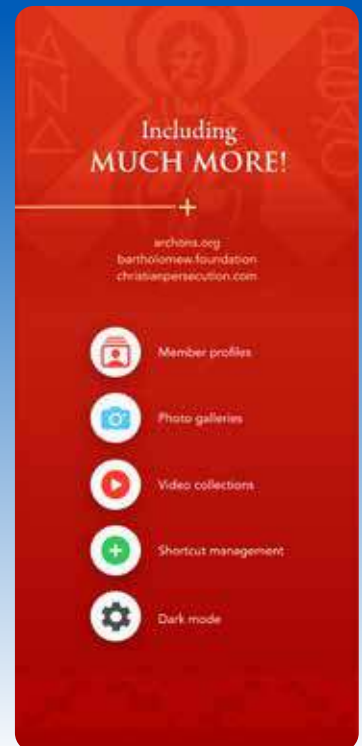 Including
MUCH MORE!
archons.org
bartholomew.foundation
christianpersecution.com
Member profiles
Photo galleries
Video collections
Shortcut management
Dark mode